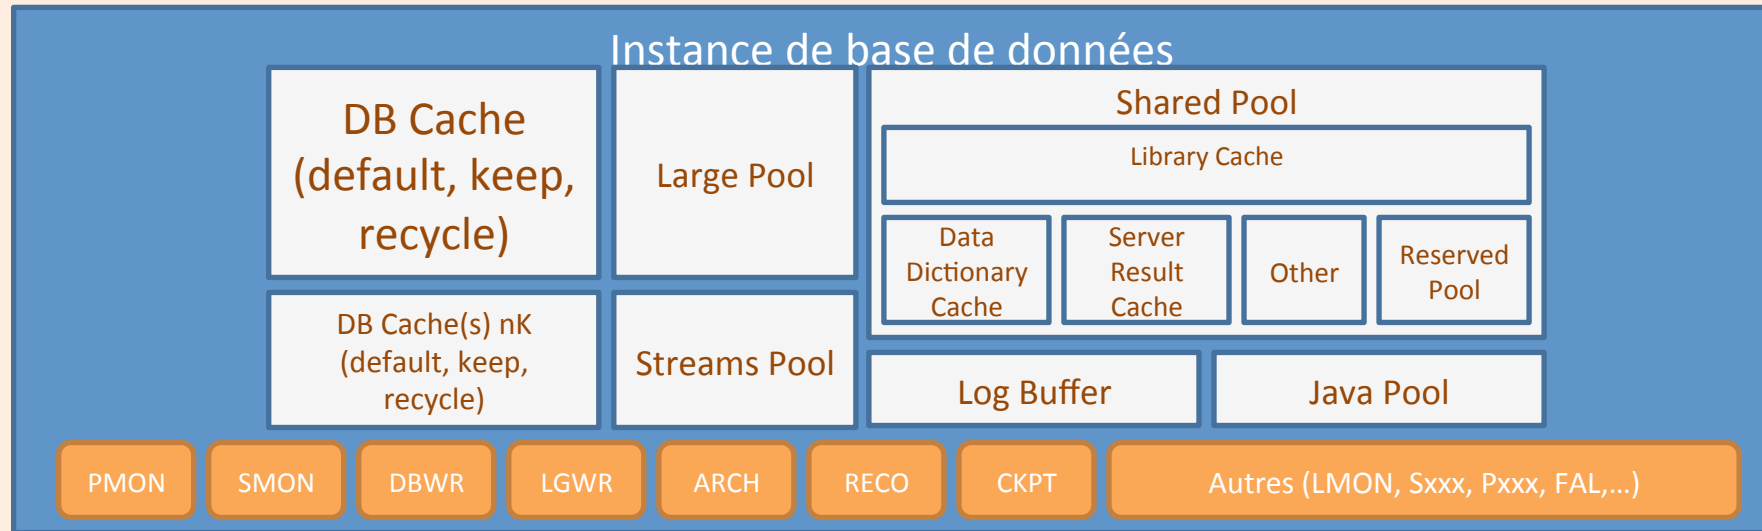 Instance de base de données
DB Cache
(default, keep,
recycle)
Large Pool
Shared Pool
Library Cache
Data
Dictionary
Cache
Server
Result
Cache
Other
Reserved
Pool
DB Cache(s) nK
(default, keep,
recycle)
Streams Pool
Log Buffer
Java Pool
PMON
SMON
DBWR
LGWR
ARCH
RECO
CKPT
Autres (LMON, Sxxx, Pxxx, FAL,...)